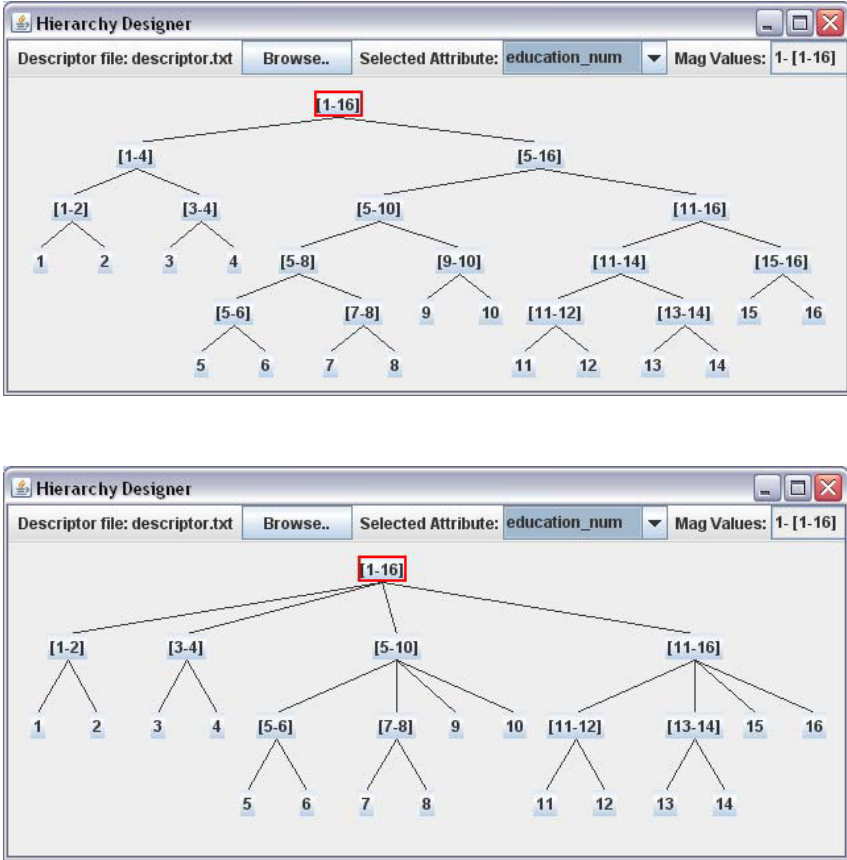 Hierarchy Designer
Descriptor file: descriptor.txt Browse.. Selected Attribute: education_num Mag Values: 1- [1-16]
[1-16]
[1-4] [5-16]
[1-2] [3-4] [5-10] [11-16]
1 2 3 4 [5-8] [9-10] [11-14] [15-16]
[5-6] [7-8] 9 10 [11-12] [13-14] 15 16
5 6 7 8 11 12 13 14
Hierarchy Designer
Descriptor file: descriptor.txt Browse.. Selected Attribute: education_num Mag Values: 1- [1-16]
[1-16]
[1-2] [3-4] [5-10] [11-16]
1 2 3 4 [5-6] [7-8] 9 10 [11-12] [13-14] 15 16
5 6 7 8 11 12 13 14